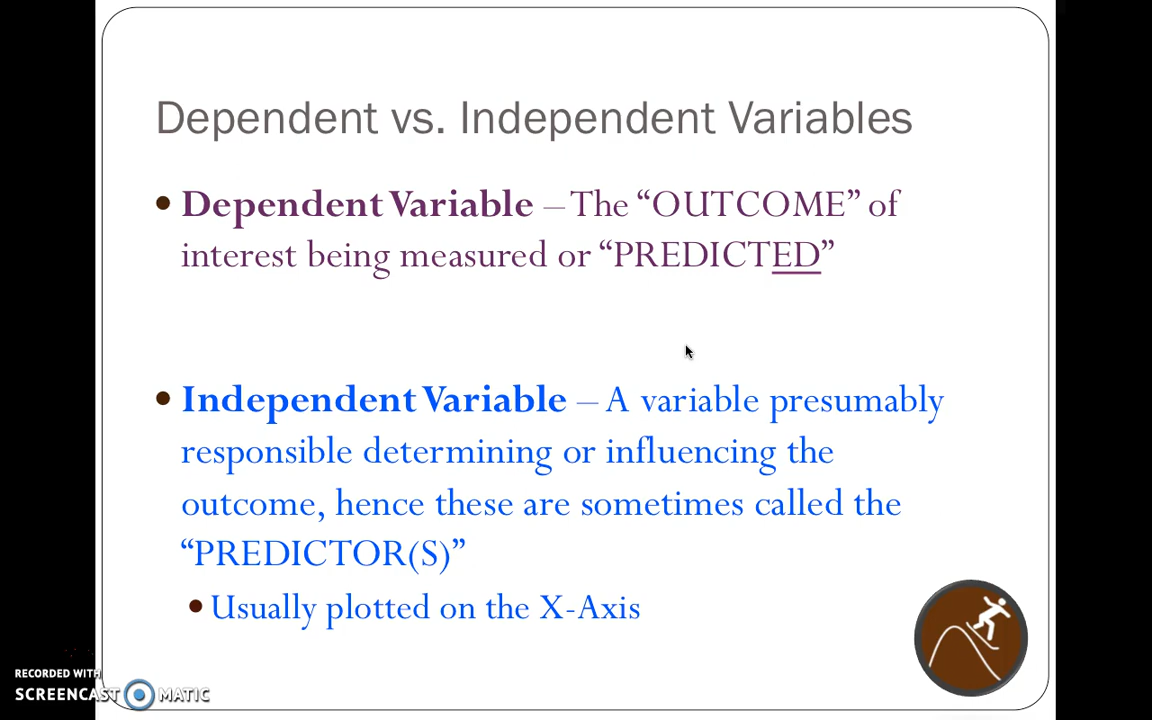 Dependent vs. Independent Variables
• Dependent Variable – The “OUTCOME” of
interest being measured or “PREDICTED”
• Independent Variable – A variable presumably
responsible determining or influencing the
outcome, hence these are sometimes called the
“PREDICTOR(S)”
• Usually plotted on the X-Axis
RECORDED WITH
SCREENCAST MATIC